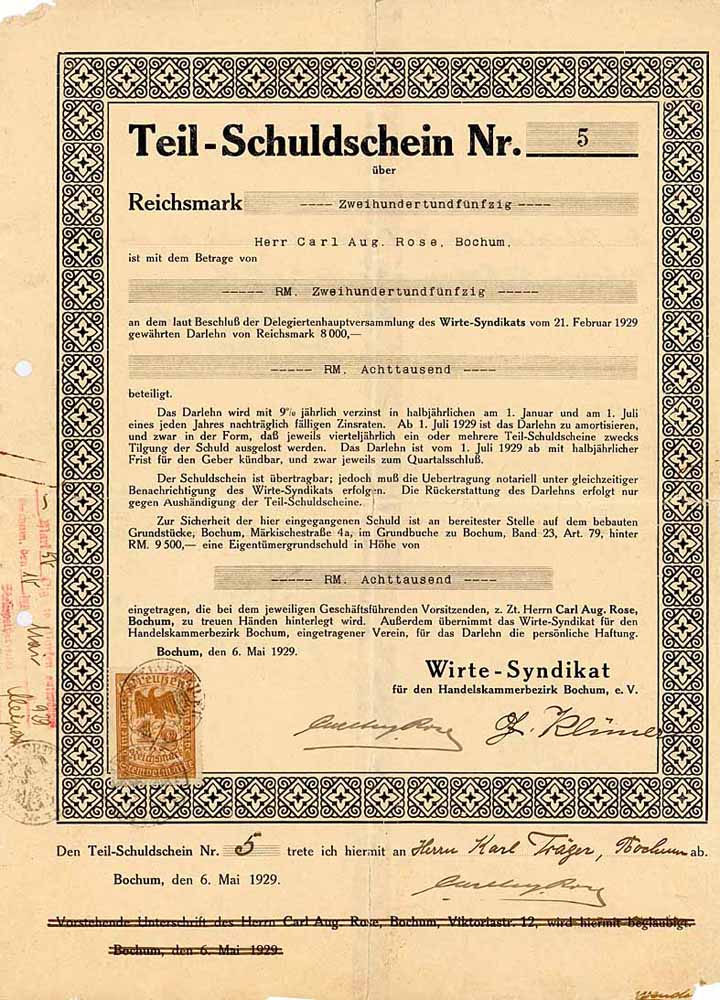 Teil-Schuldschein Nr. 5
über
Reichsmark ---- Zweihundertundfünfzig ----
Herr Carl Aug. Rose, Bochum,
ist mit dem Betrage von
----- RM. Zweihundertundfünfzig -----
an dem laut Beschluß der Delegiertenhauptversammlung des Wirte-Syndikats vom 21. Februar 1929
gewährten Darlehn von Reichsmark 8 000,—
----- RM. Achttausend ----
beteiligt.
Das Darlehn wird mit 9% jährlich verzinst in halbjährlichen am 1. Januar und am 1. Juli
eines jeden Jahres nachträglich fälligen Zinsraten. Ab 1. Juli 1929 ist das Darlehn zu amortisieren,
und zwar in der Form, daß jeweils vierteljährlich ein oder mehrere Teil-Schuldscheine zwecks
Tilgung der Schuld ausgelost werden. Das Darlehn ist vom 1. Juli 1929 ab mit halbjährlicher
Frist für den Geber kündbar, und zwar jeweils zum Quartalsschluß.
Der Schuldschein ist übertragbar; jedoch muß die Uebertragung notariell unter gleichzeitiger
Benachrichtigung des Wirte-Syndikats erfolgen. Die Rückerstattung des Darlehns erfolgt nur
gegen Aushändigung der Teil-Schuldscheine.
Zur Sicherheit der hier eingegangenen Schuld ist an bereitester Stelle auf dem bebauten
Grundstücke, Bochum, Märkischestraße 4a, im Grundbuche zu Bochum, Band 23, Art. 79, hinter
RM. 9 500,— eine Eigentümergrundschuld in Höhe von
---- RM. Achttausend -----
eingetragen, die bei dem jeweiligen Geschäftsführenden Vorsitzenden, z. Zt. Herrn Carl Aug. Rose,
Bochum, zu treuen Händen hinterlegt wird. Außerdem übernimmt das Wirte-Syndikat für den
Handelskammerbezirk Bochum, eingetragener Verein, für das Darlehn die persönliche Haftung.
Bochum, den 6. Mai 1929.
Wirte-Syndikat
für den Handelskammerbezirk Bochum, e. V.
Preußen
Reichsmark
Den Teil-Schuldschein Nr. 5 trete ich hiermit an Herrn Karl Träger, Bochum ab.
Bochum, den 6. Mai 1929.
Vorstehende Unterschrift des Herrn Carl Aug. Rose, Bochum, Viktoriastr. 12, wird hiermit beglaubigt.
Bochum, den 6. Mai 1929